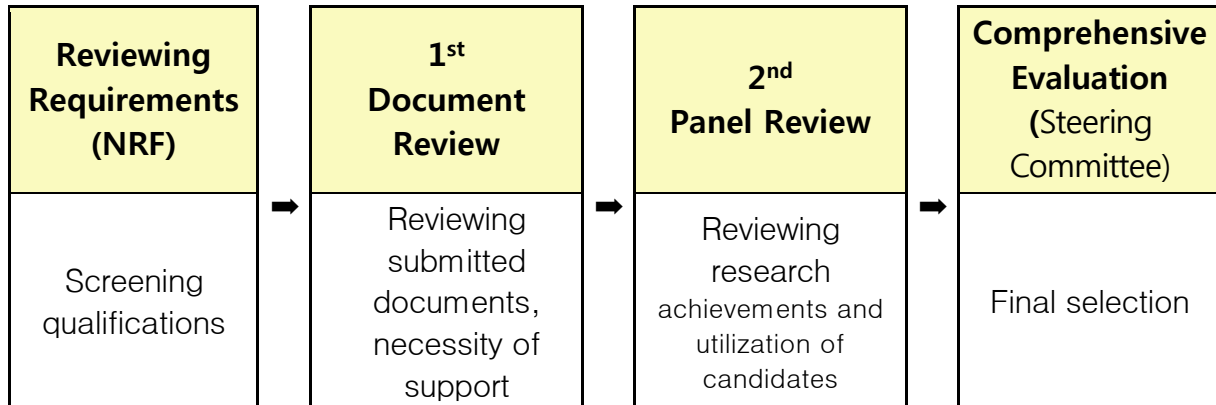 Reviewing
Requirements
(NRF)
Screening
qualifications
➡
1st
Document
Review
Reviewing
submitted
documents,
necessity of
support
➡
2nd
Panel Review
Reviewing
research
achievements and
utilization of
candidates
➡
Comprehensive
Evaluation
(Steering
Committee)
Final selection